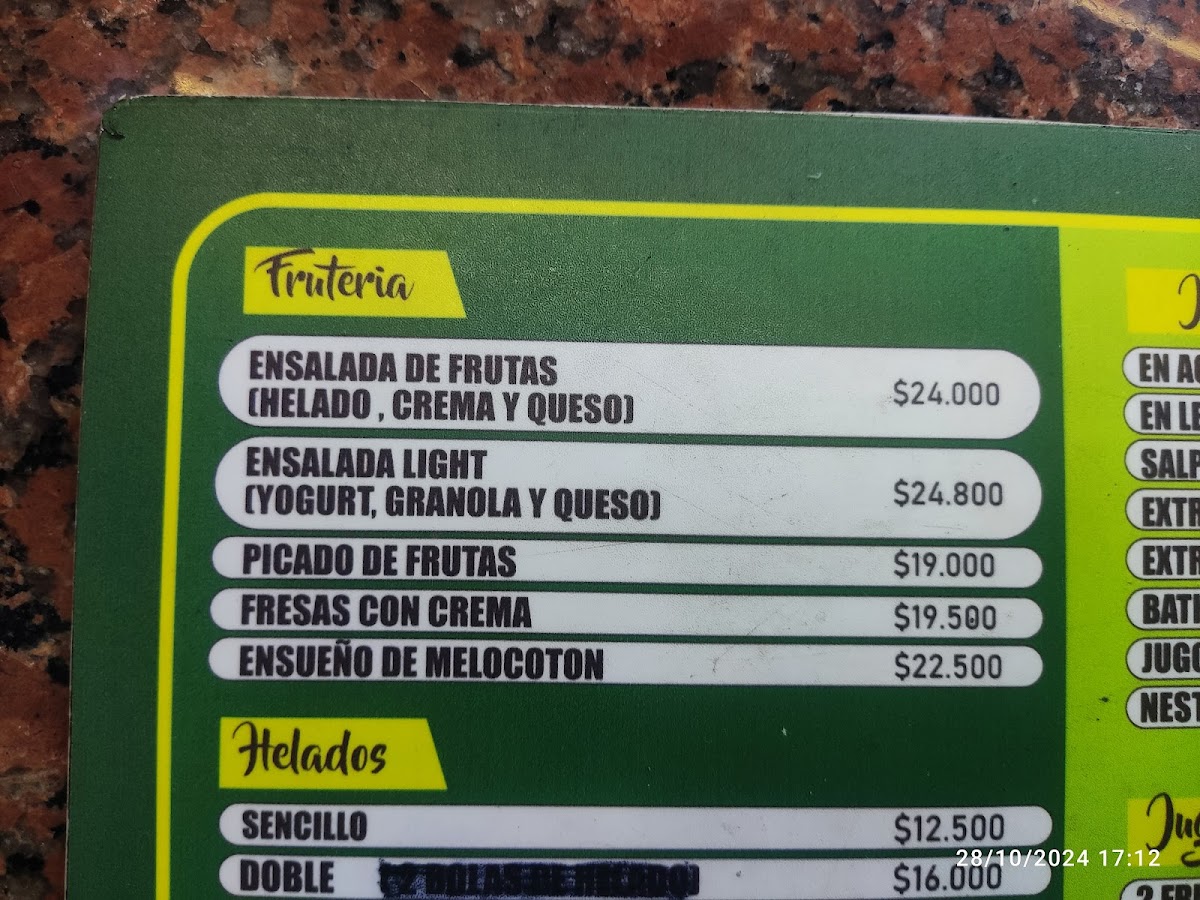 Fruteria
ENSALADA DE FRUTAS
(HELADO , CREMA Y QUESO)
$24.000
ENSALADA LIGHT
(YOGURT, GRANOLA Y QUESO)
$24.800
PICADO DE FRUTAS $19.000
FRESAS CON CREMA $19.500
ENSUEÑO DE MELOCOTON $22.500
Helados
SENCILLO $12.500
DOBLE $16.000
EN
EN
28/10/2024 17:12